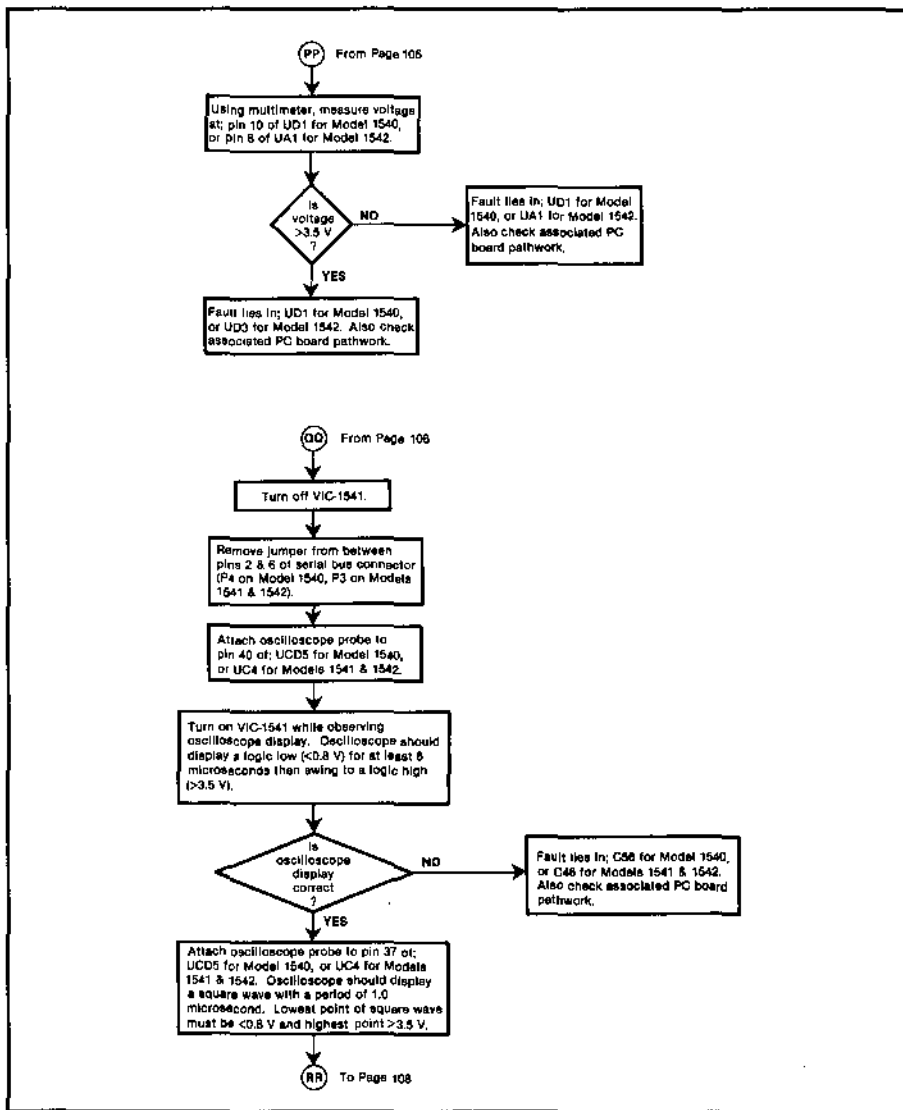 PP From Page 105
Using multimeter, measure voltage
at; pin 10 of UD1 for Model 1540,
or pin 8 of UA1 for Model 1542.
Is
voltage
>3.5 V
?
NO
Fault lies in; UD1 for Model
1540, or UA1 for Model 1542.
Also check associated PC
board pathwork.
YES
Fault lies in; UD1 for Model 1540,
or UD3 for Model 1542. Also check
associated PC board pathwork.
QQ From Page 106
Turn off VIC-1541.
Remove jumper from between
pins 2 & 6 of serial bus connector
(P4 on Model 1540, P3 on Models
1541 & 1542).
Attach oscilloscope probe to
pin 40 of; UCD5 for Model 1540,
or UC4 for Models 1541 & 1542.
Turn on VIC-1541 while observing
oscilloscope display. Oscilloscope should
display a logic low (<0.8 V) for at least 6
microseconds then swing to a logic high
(>3.5 V).
Is
oscilloscope
display
correct
?
NO
Fault lies in; C56 for Model 1540,
or C46 for Models 1541 & 1542.
Also check associated PC board
pathwork.
YES
Attach oscilloscope probe to pin 37 of;
UCD5 for Model 1540, or UC4 for Models
1541 & 1542. Oscilloscope should display
a square wave with a period of 1.0
microsecond. Lowest point of square wave
must be <0.8 V and highest point >3.5 V.
RR To Page 108